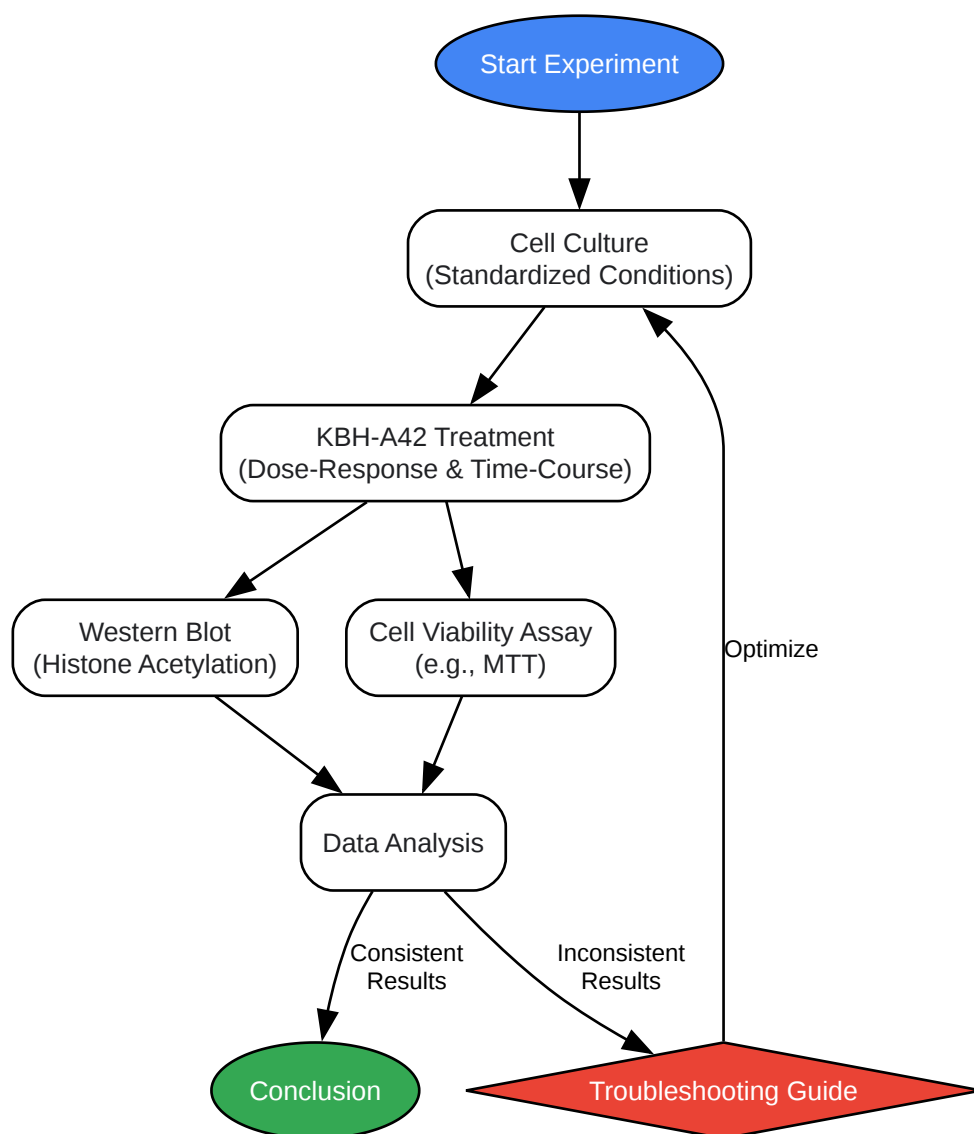 Start Experiment
Cell Culture
(Standardized Conditions)
KBH-A42 Treatment
(Dose-Response & Time-Course)
Western Blot
(Histone Acetylation)
Cell Viability Assay
(e.g., MTT)
Optimize
Data Analysis
Consistent
Results
Inconsistent
Results
Conclusion
Troubleshooting Guide